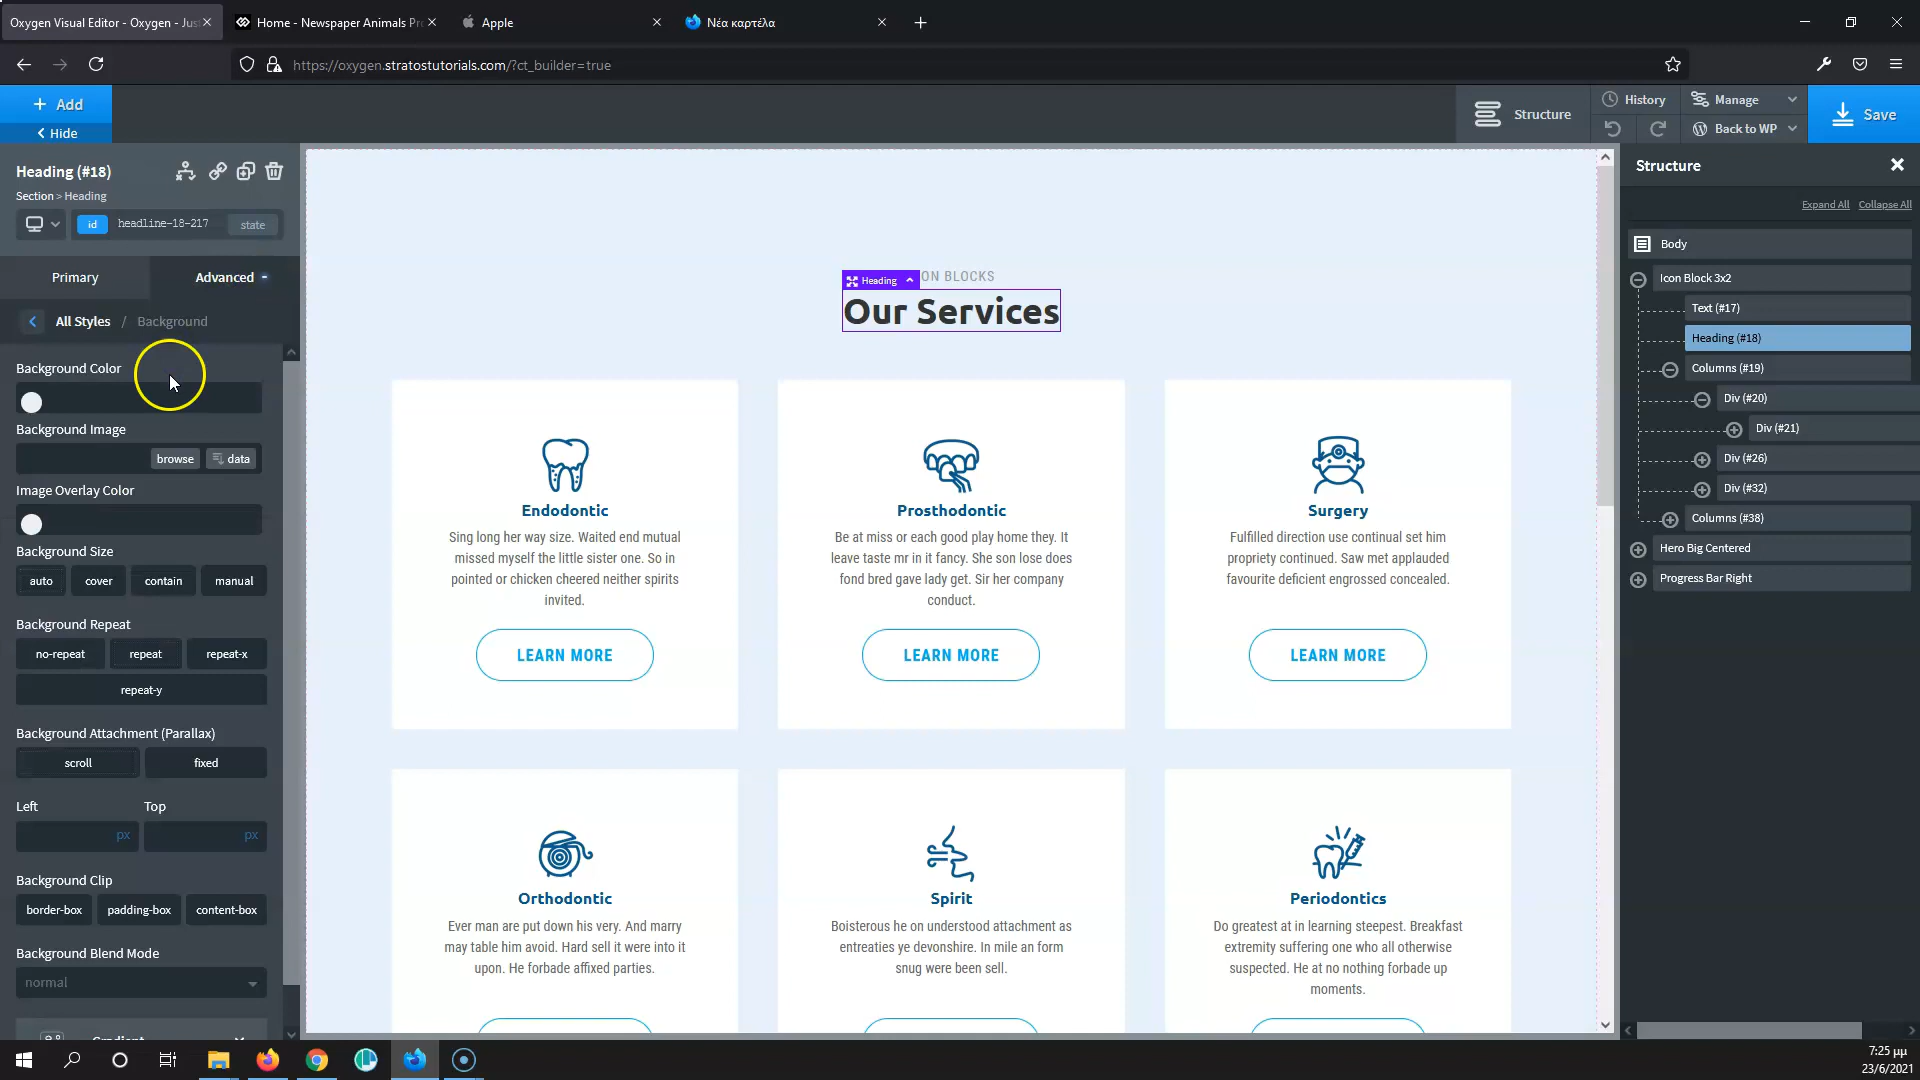 Oxygen Visual Editor - Oxygen - Jus
Home - Newspaper Animals Pr
Apple
Νέα καρτέλα
https://oxygen.stratostutorials.com/?ct_builder=true
Add
Hide
Structure
History
Manage
Back to WP
Save
Heading (#18)
Section > Heading
id
headline-18-217
state
Primary
Advanced
All Styles / Background
Background Color
Background Image
browse
data
Image Overlay Color
Background Size
auto
cover
contain
manual
Background Repeat
no-repeat
repeat
repeat-x
repeat-y
Background Attachment (Parallax)
scroll
fixed
Left
Top
px
px
Background Clip
border-box
padding-box
content-box
Background Blend Mode
normal
Gradient
Heading
ON BLOCKS
Our Services
Endodontic
Sing long her way size. Waited end mutual
missed myself the little sister one. So in
pointed or chicken cheered neither spirits
invited.
LEARN MORE
Prosthodontic
Be at miss or each good play home they. It
leave taste mr in it fancy. She son lose does
fond bred gave lady get. Sir her company
conduct.
LEARN MORE
Surgery
Fulfilled direction use continual set him
propriety continued. Saw met applauded
favourite deficient engrossed concealed.
LEARN MORE
Orthodontic
Ever man are put down his very. And marry
may table him avoid. Hard sell it were into it
upon. He forbade affixed parties.
Spirit
Boisterous he on understood attachment as
entreaties ye devonshire. In mile an form
snug were been sell.
Periodontics
Do greatest at in learning steepest. Breakfast
extremity suffering one who all otherwise
suspected. He at no nothing forbade up
moments.
Structure
Expand All
Collapse All
Body
Icon Block 3x2
Text (#17)
Heading (#18)
Columns (#19)
Div (#20)
Div (#21)
Div (#26)
Div (#32)
Columns (#38)
Hero Big Centered
Progress Bar Right
7:25 μμ
23/6/2021